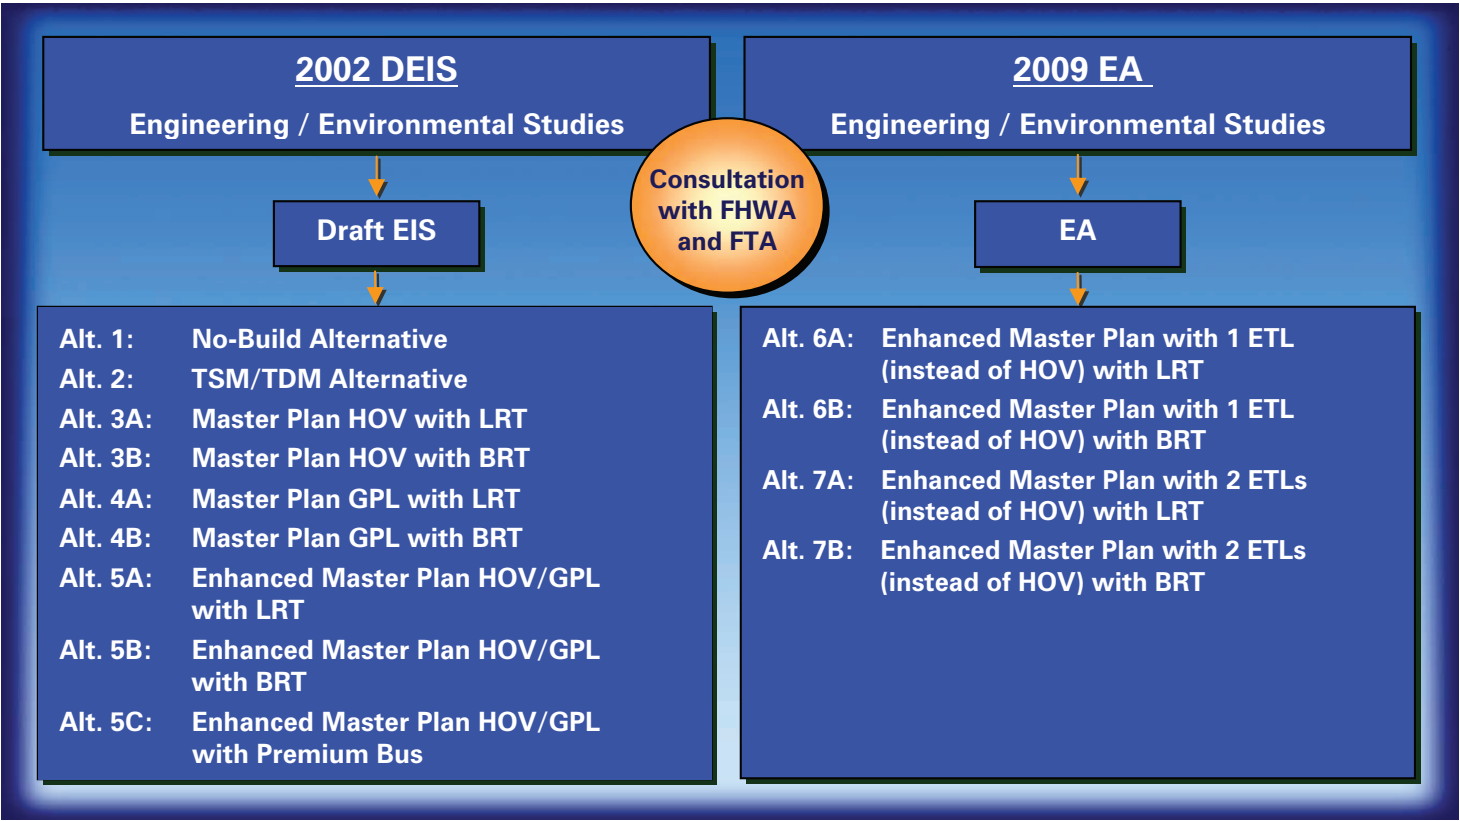 2002 DEIS
Engineering / Environmental Studies
Draft EIS
Alt. 1: No-Build Alternative
Alt. 2: TSM/TDM Alternative
Alt. 3A: Master Plan HOV with LRT
Alt. 3B: Master Plan HOV with BRT
Alt. 4A: Master Plan GPL with LRT
Alt. 4B: Master Plan GPL with BRT
Alt. 5A: Enhanced Master Plan HOV/GPL
with LRT
Alt. 5B: Enhanced Master Plan HOV/GPL
with BRT
Alt. 5C: Enhanced Master Plan HOV/GPL
with Premium Bus
Consultation
with FHWA
and FTA
2009 EA
Engineering / Environmental Studies
EA
Alt. 6A: Enhanced Master Plan with 1 ETL
(instead of HOV) with LRT
Alt. 6B: Enhanced Master Plan with 1 ETL
(instead of HOV) with BRT
Alt. 7A: Enhanced Master Plan with 2 ETLs
(instead of HOV) with LRT
Alt. 7B: Enhanced Master Plan with 2 ETLs
(instead of HOV) with BRT